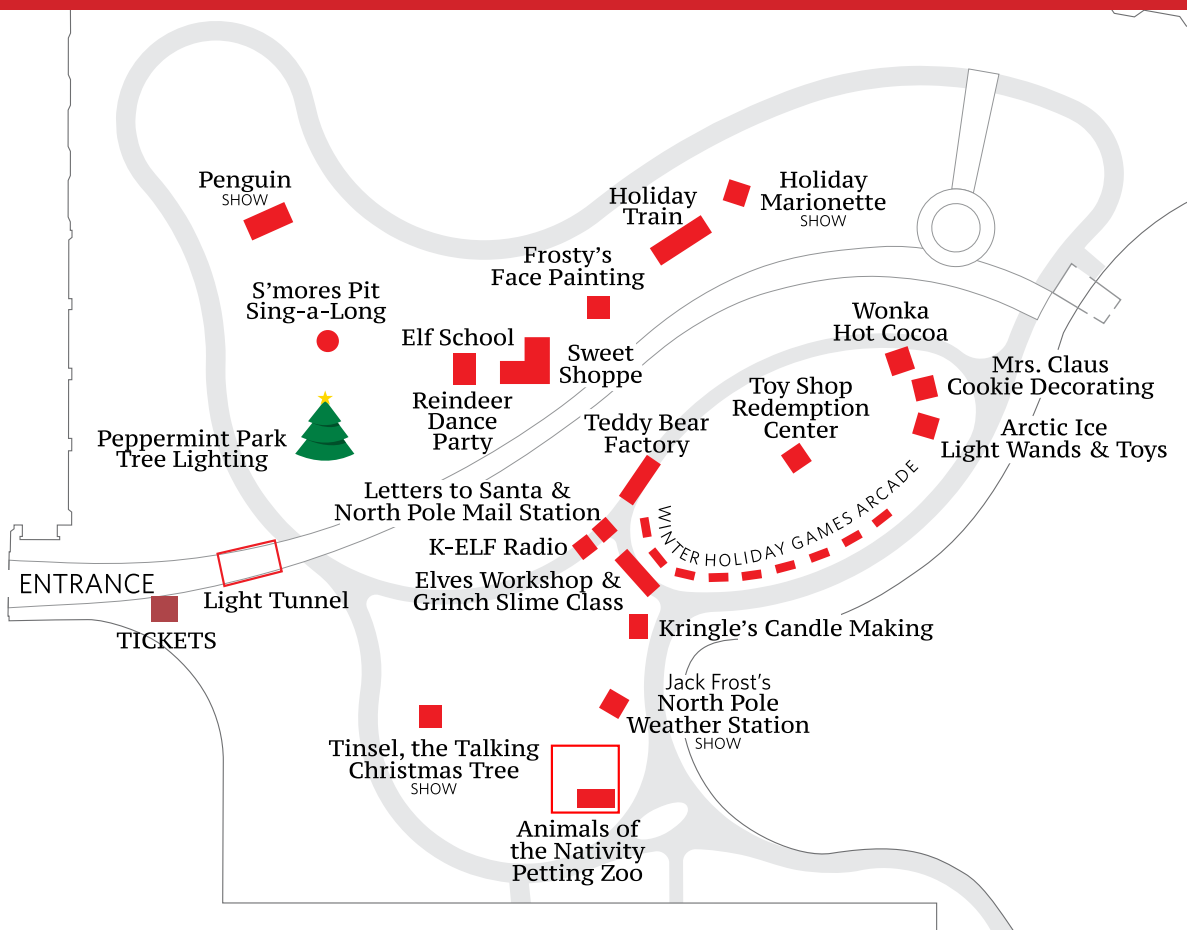 Penguin
SHOW
Holiday
Train
Holiday
Marionette
SHOW
Frosty's
Face Painting
S'mores Pit
Sing-a-Long
Elf School
Sweet
Shoppe
Reindeer
Dance
Party
Wonka
Hot Cocoa
Mrs. Claus
Cookie Decorating
Arctic Ice
Light Wands & Toys
Toy Shop
Redemption
Center
Teddy Bear
Factory
Peppermint Park
Tree Lighting
Letters to Santa &
North Pole Mail Station
K-ELF Radio
Elves Workshop &
Grinch Slime Class
WINTER HOLIDAY GAMES ARCADE
ENTRANCE
Light Tunnel
TICKETS
Kringle's Candle Making
Jack Frost's
North Pole
Weather Station
SHOW
Tinsel, the Talking
Christmas Tree
SHOW
Animals of
the Nativity
Petting Zoo